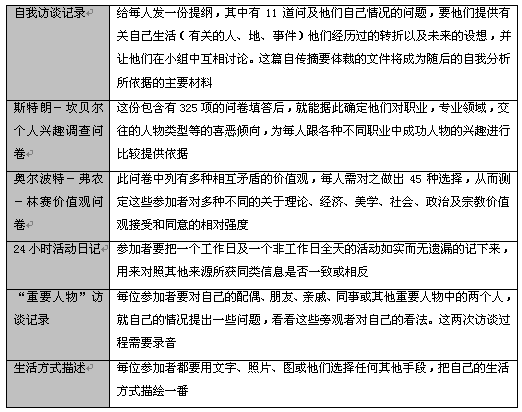 自我访谈记录
给每人发一份提纲，其中有 11 道问及他们自己情况的问题，要他们提供有
关自己生活（有关的人、地、事件）他们经历过的转折以及未来的设想，并
让他们在小组中互相讨论。这篇自传摘要体载的文件将成为随后的自我分析
所依据的主要材料
斯特朗－坎贝尔
个人兴趣调查问
卷
这份包含有 325 项的问卷填答后，就能据此确定他们对职业，专业领域，交
往的人物类型等的喜恶倾向，为每人跟各种不同职业中成功人物的兴趣进行
比较提供依据
奥尔波特－弗农
－林赛价值观问
卷
此问卷中列有多种相互矛盾的价值观，每人需对之做出 45 种选择，从而测
定这些参加者对多种不同的关于理论、经济、美学、社会、政治及宗教价值
观接受和同意的相对强度
24 小时活动日记
参加者要把一个工作日及一个非工作日全天的活动如实而无遗漏的记下来，
用来对照其他来源所获同类信息是否一致或相反
“重要人物”访
谈记录
每位参加者要对自己的配偶、朋友、亲戚、同事或其他重要人物中的两个人，
就自己的情况提出一些问题，看看这些旁观者对自己的看法。这两次访谈过
程需要录音
生活方式描述
每位参加者都要用文字、照片、图或他们选择任何其他手段，把自己的生活
方式描绘一番